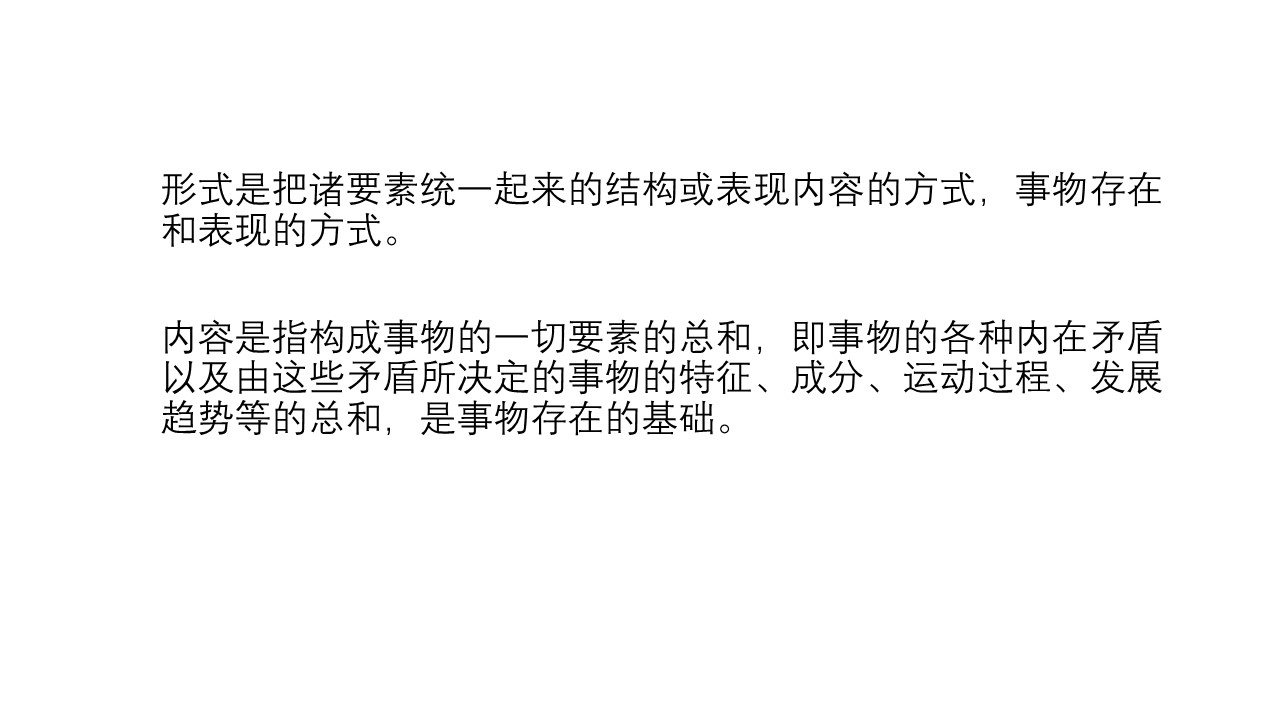 形式是把诸要素统一起来的结构或表现内容的方式，事物存在
和表现的方式。
内容是指构成事物的一切要素的总和，即事物的各种内在矛盾
以及由这些矛盾所决定的事物的特征、成分、运动过程、发展
趋势等的总和，是事物存在的基础。